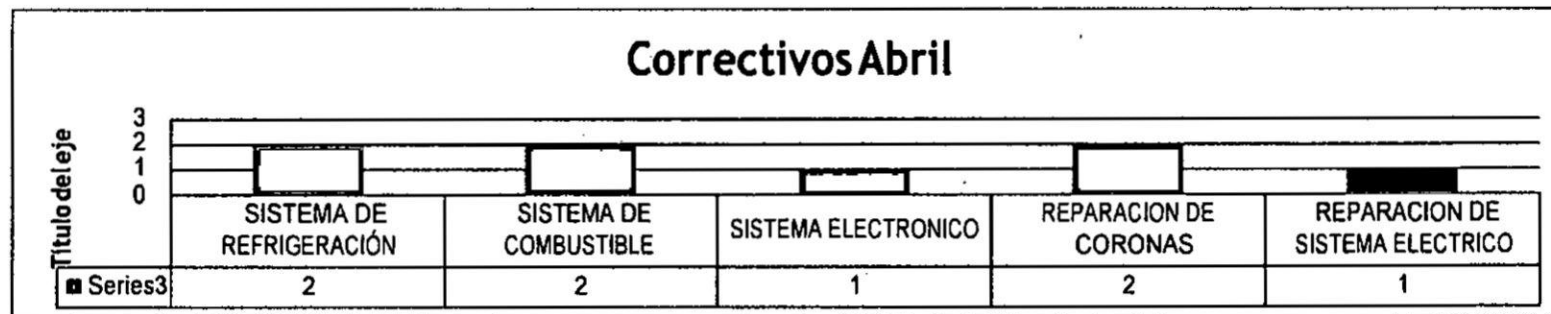 Correctivos Abril
Título del eje
3
2
1
0
SISTEMA DE
REFRIGERACIÓN
SISTEMA DE
COMBUSTIBLE
SISTEMA ELECTRONICO
REPARACION DE
CORONAS
REPARACION DE
SISTEMA ELECTRICO
Series3 2 2 1 2 1